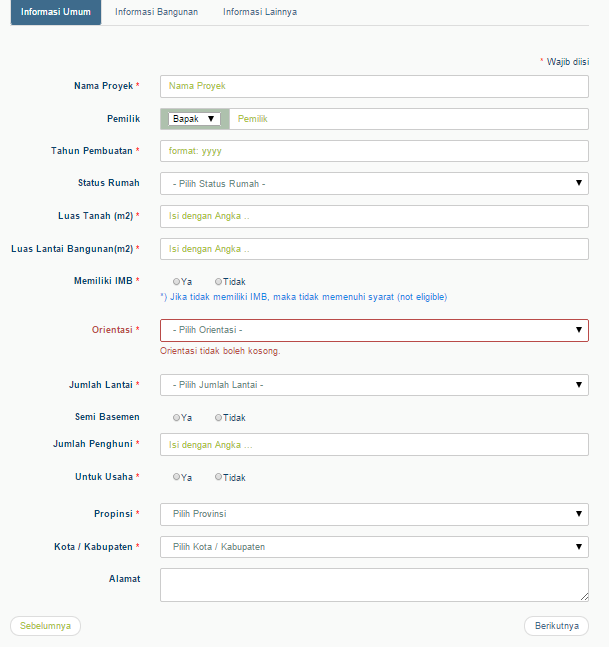 Informasi Umum Informasi Bangunan Informasi Lainnya
* Wajib diisi
Nama Proyek * Nama Proyek
Pemilik Bapak ▼ Pemilik
Tahun Pembuatan * format: yyyy
Status Rumah - Pilih Status Rumah - ▼
Luas Tanah (m2) * Isi dengan Angka ..
Luas Lantai Bangunan(m2) * Isi dengan Angka ..
Memiliki IMB * Ya Tidak
*) Jika tidak memiliki IMB, maka tidak memenuhi syarat (not eligible)
Orientasi * - Pilih Orientasi - ▼
Orientasi tidak boleh kosong.
Jumlah Lantai * - Pilih Jumlah Lantai - ▼
Semi Basemen Ya Tidak
Jumlah Penghuni * Isi dengan Angka ...
Untuk Usaha * Ya Tidak
Propinsi * Pilih Provinsi ▼
Kota / Kabupaten * Pilih Kota / Kabupaten ▼
Alamat
Sebelumnya Berikutnya